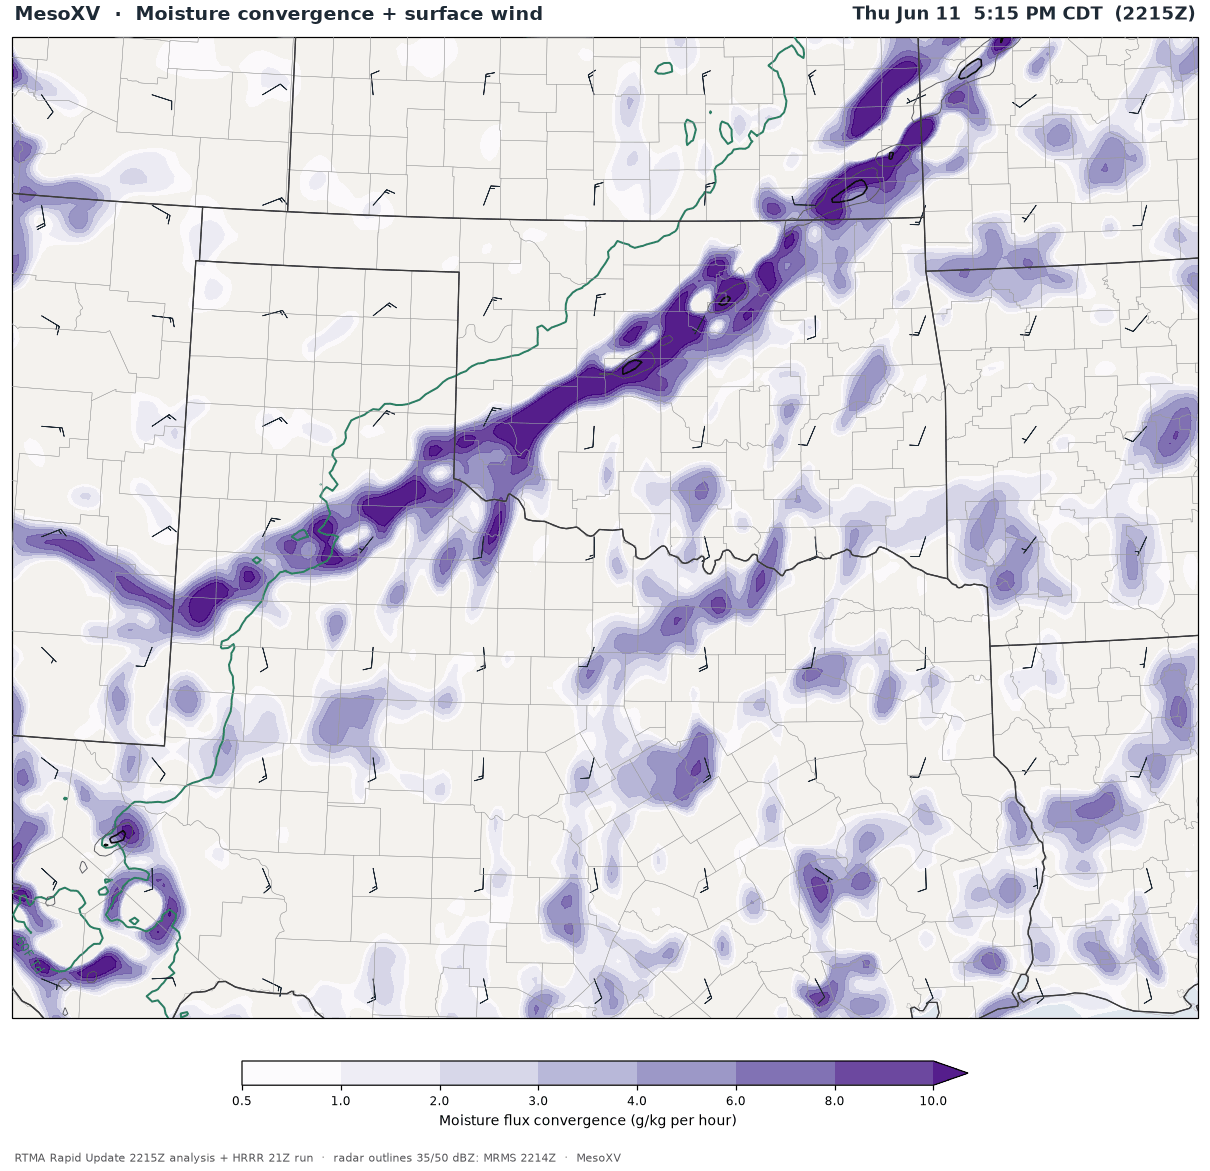 MesoXV · Moisture convergence + surface wind
Thu Jun 11 5:15 PM CDT (2215Z)
0.5 1.0 2.0 3.0 4.0 6.0 8.0 10.0
Moisture flux convergence (g/kg per hour)
RTMA Rapid Update 2215Z analysis + HRRR 21Z run · radar outlines 35/50 dBZ: MRMS 2214Z · MesoXV